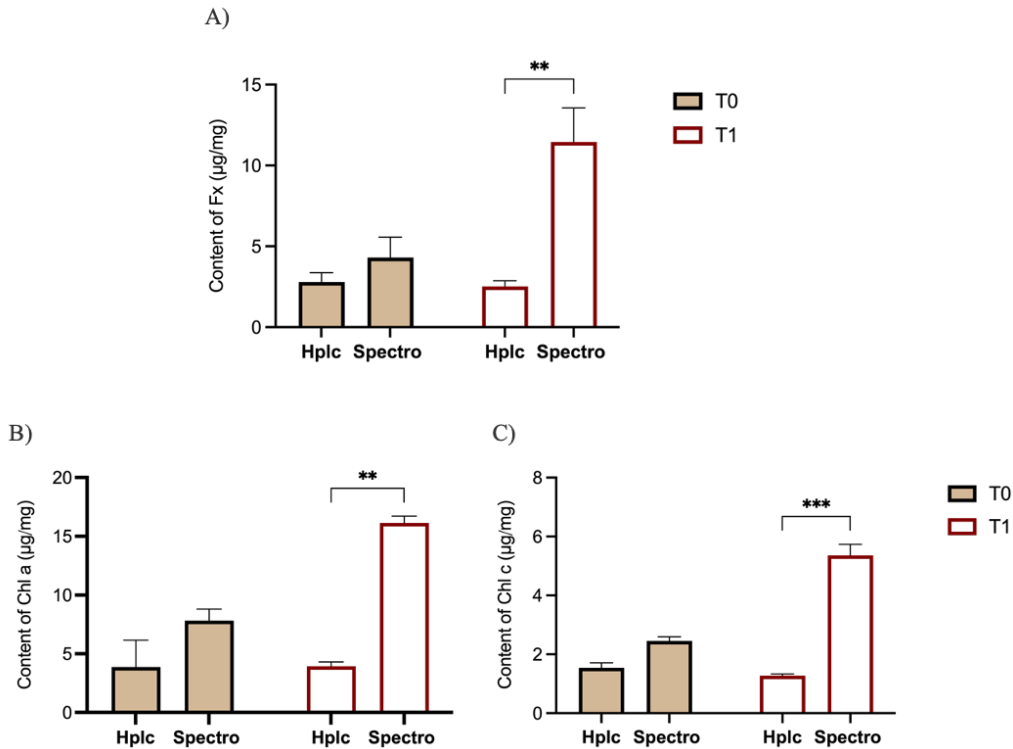 A)
Content of Fx (µg/mg)
15
10
5
0
**
Hplc Spectro Hplc Spectro
T0
T1
B)
Content of Chl a (µg/mg)
20
15
10
5
0
**
Hplc Spectro Hplc Spectro
C)
Content of Chl c (µg/mg)
8
6
4
2
0
***
Hplc Spectro Hplc Spectro
T0
T1